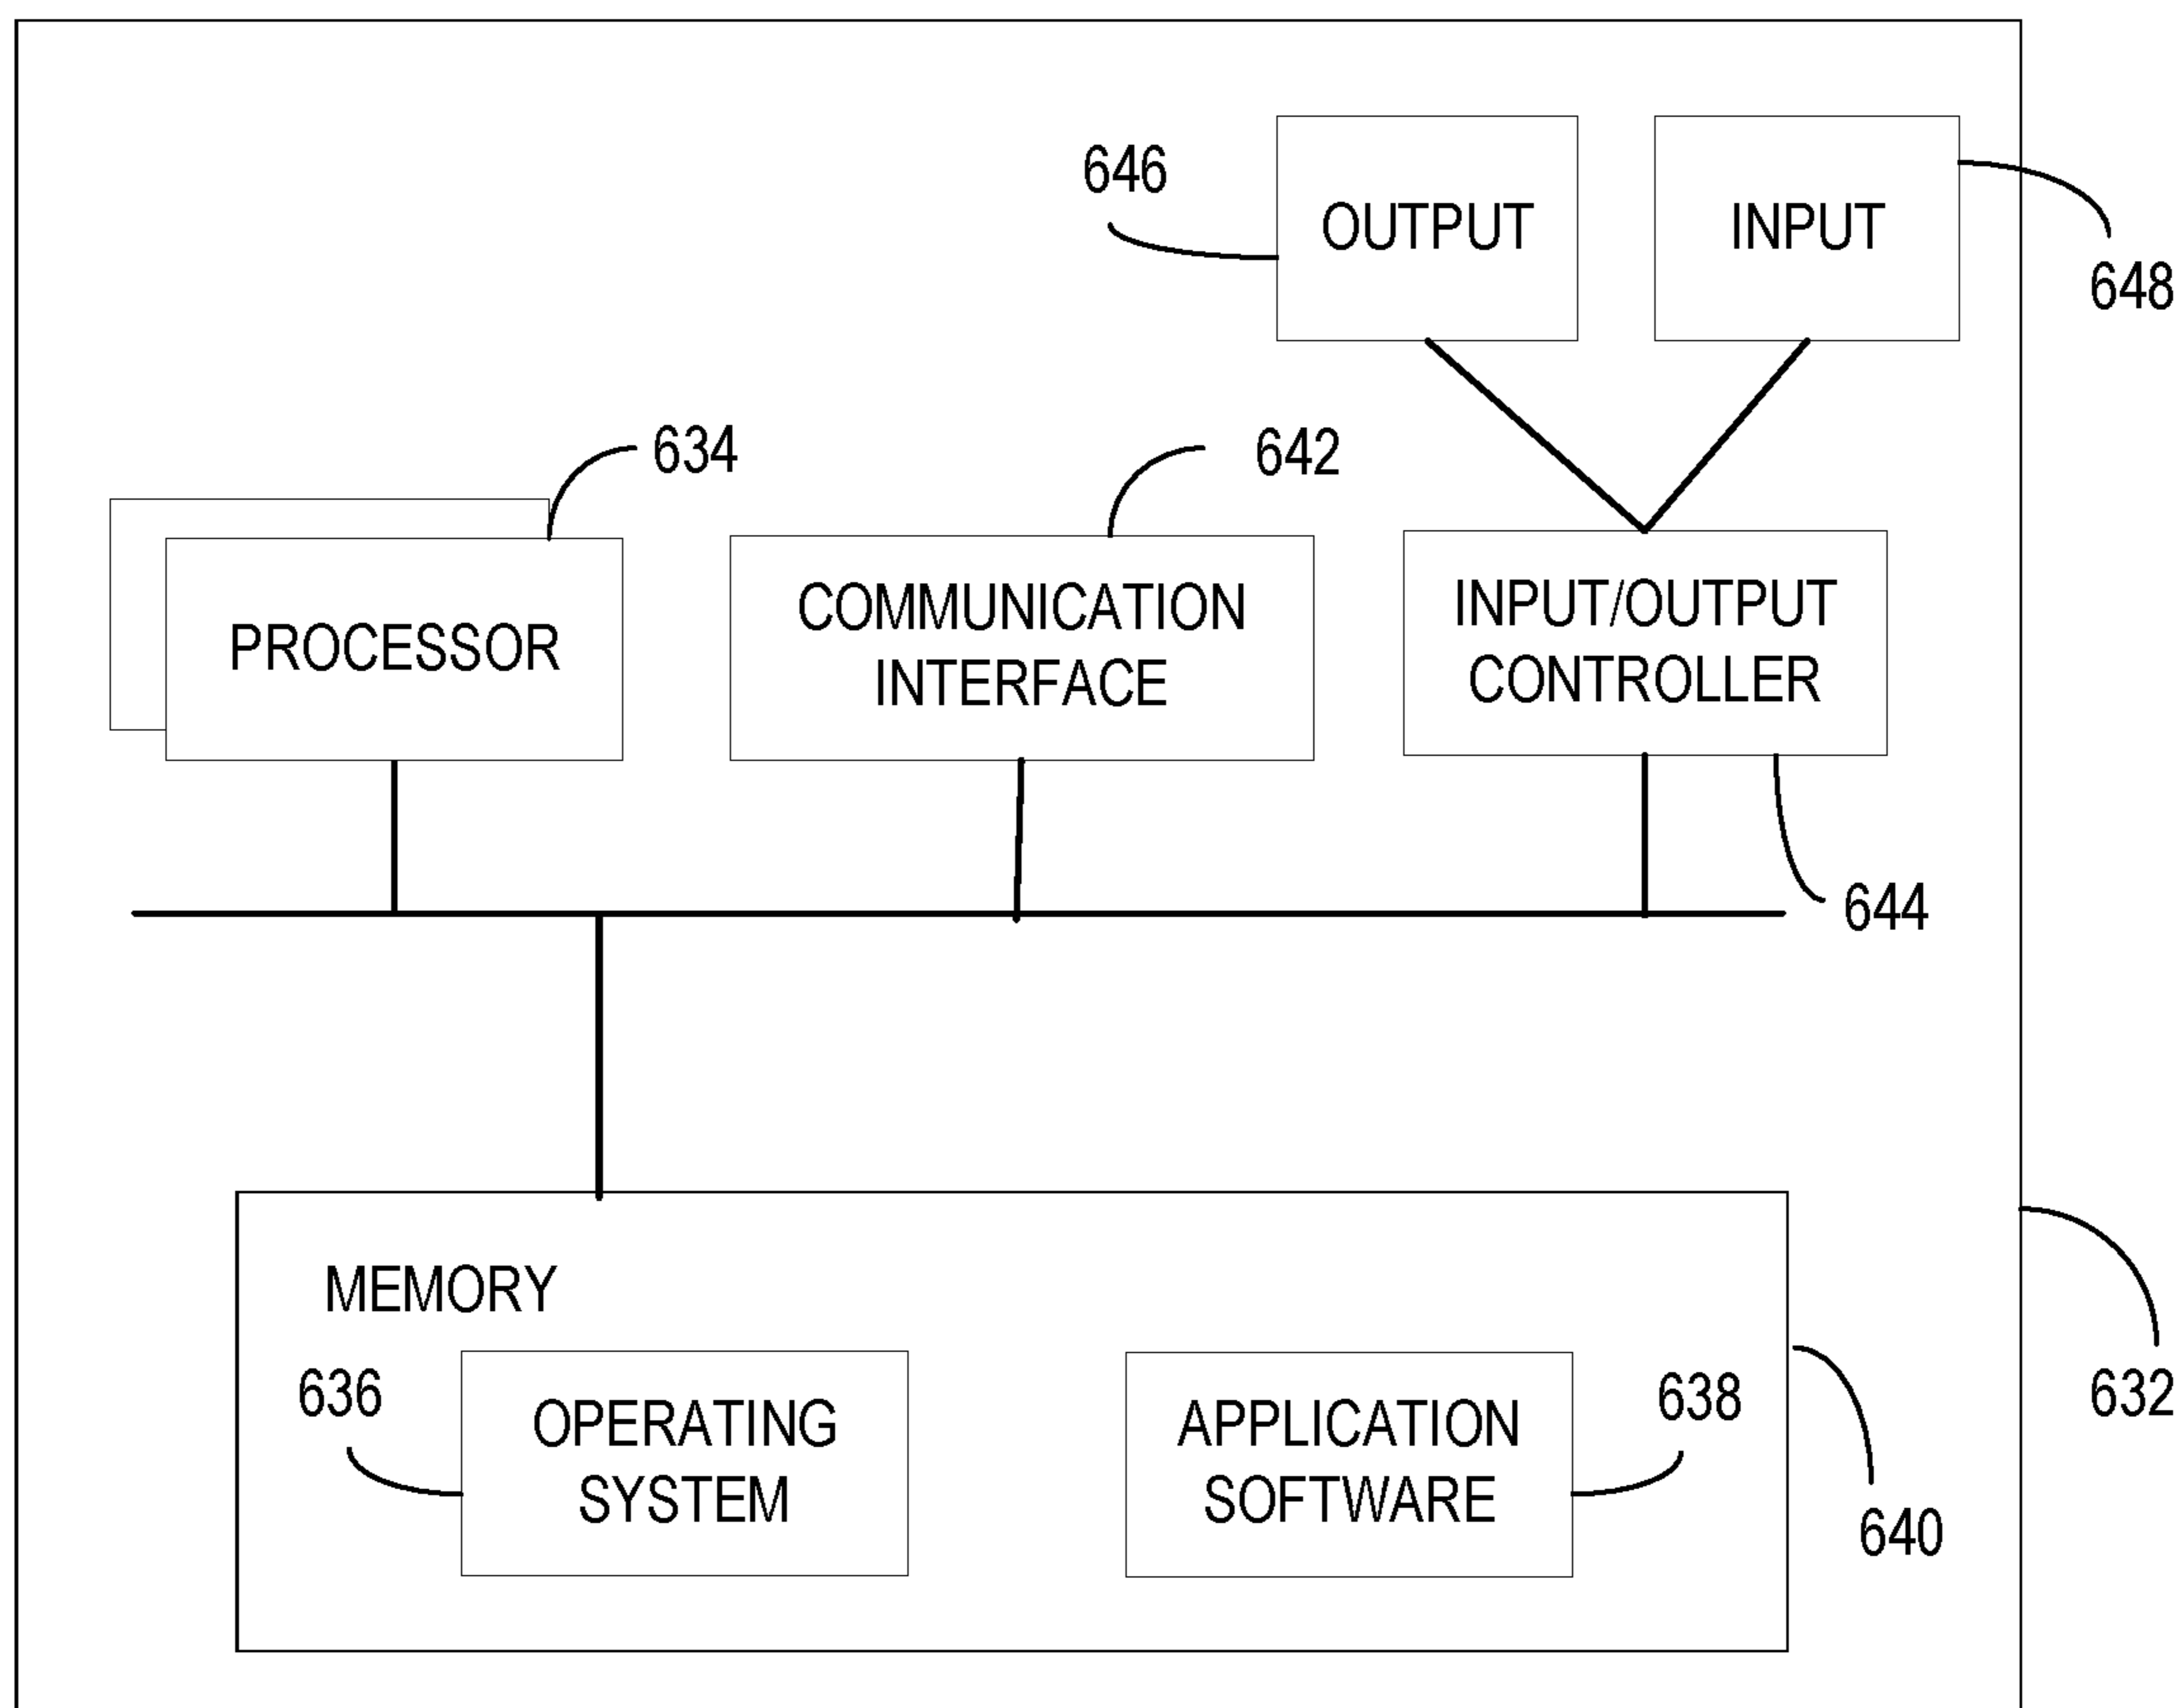 646
OUTPUT
INPUT
648
634
642
PROCESSOR
COMMUNICATION
INTERFACE
INPUT/OUTPUT
CONTROLLER
644
MEMORY
636
OPERATING
SYSTEM
APPLICATION
SOFTWARE
638
632
640